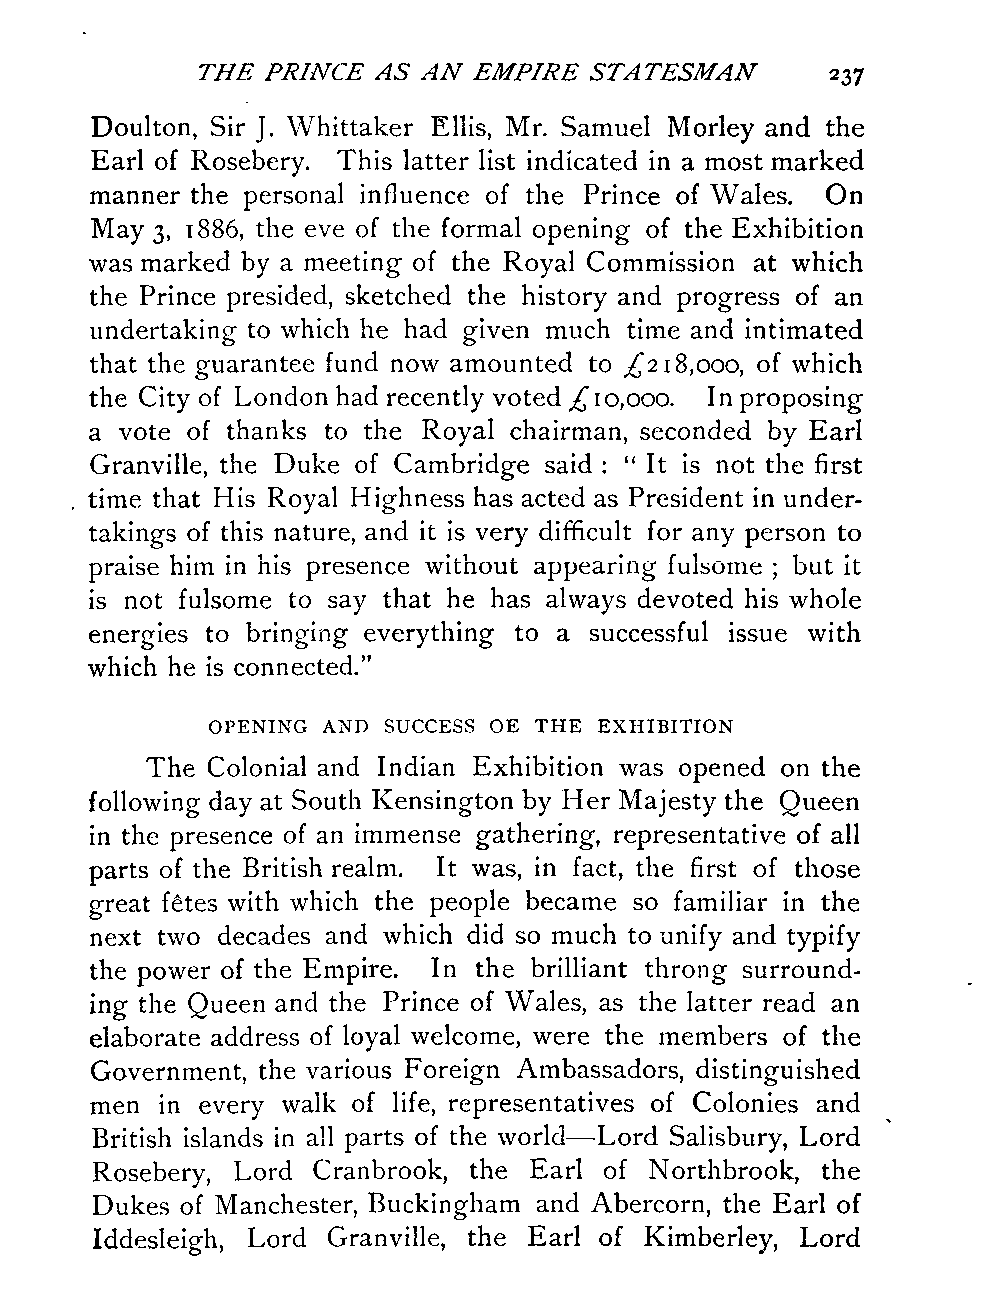 THE PRINCE AS AN EMPIRE STATESMAN 237
Doulton, Sir J. Whittaker Ellis, Mr. Samuel Morley and the
Earl of Rosebery. This latter list indicated in a most marked
manner the personal influence of the Prince of Wales. On
May 3, 1886, the eve of the formal opening of the Exhibition
was marked by a meeting of the Royal Commission at which
the Prince presided, sketched the history and progress of an
undertaking to which he had given much time and intimated
that the guarantee fund now amounted to £218,000, of which
the City of London had recently voted £10,000. In proposing
a vote of thanks to the Royal chairman, seconded by Earl
Granville, the Duke of Cambridge said : " It is not the first
time that His Royal Highness has acted as President in under-
takings of this nature, and it is very difficult for any person to
praise him in his presence without appearing fulsome ; but it
is not fulsome to say that he has always devoted his whole
energies to bringing everything to a successful issue with
which he is connected."
OPENING AND SUCCESS OE THE EXHIBITION
The Colonial and Indian Exhibition was opened on the
following day at South Kensington by Her Majesty the Queen
in the presence of an immense gathering, representative of all
parts of the British realm. It was, in fact, the first of those
great fêtes with which the people became so familiar in the
next two decades and which did so much to unify and typify
the power of the Empire. In the brilliant throng surround-
ing the Queen and the Prince of Wales, as the latter read an
elaborate address of loyal welcome, were the members of the
Government, the various Foreign Ambassadors, distinguished
men in every walk of life, representatives of Colonies and
British islands in all parts of the world—Lord Salisbury, Lord
Rosebery, Lord Cranbrook, the Earl of Northbrook, the
Dukes of Manchester, Buckingham and Abercorn, the Earl of
Iddesleigh, Lord Granville, the Earl of Kimberley, Lord